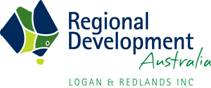 Regional
Development
Australia
LOGAN & REDLANDS INC